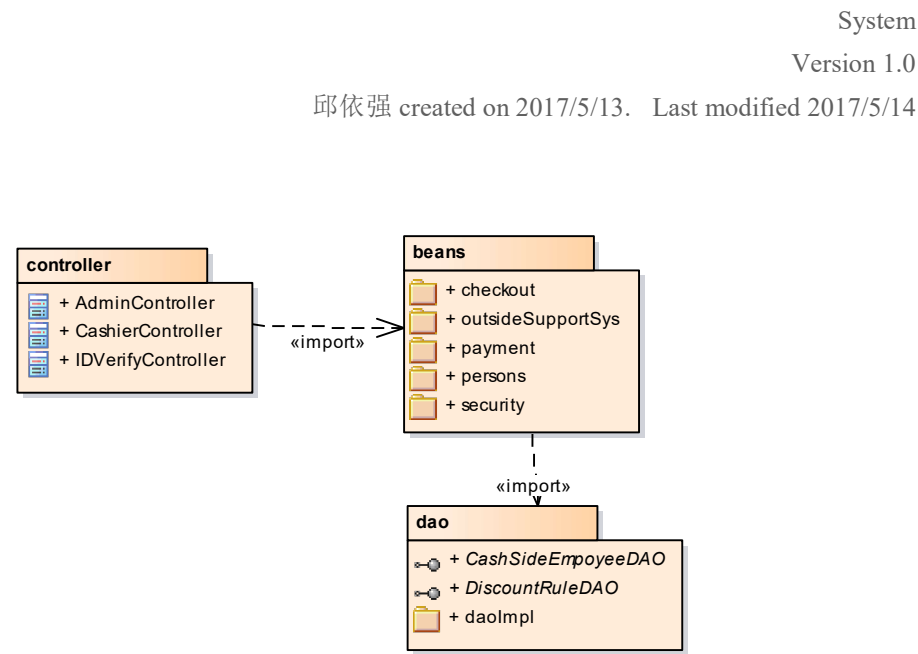 System
Version 1.0
邱依强 created on 2017/5/13. Last modified 2017/5/14
controller
+ AdminController
+ CashierController
+ IDVerifyController
«import»
beans
+ checkout
+ outsideSupportSys
+ payment
+ persons
+ security
«import»
dao
+ CashSideEmpoyeeDAO
+ DiscountRuleDAO
+ daoImpl